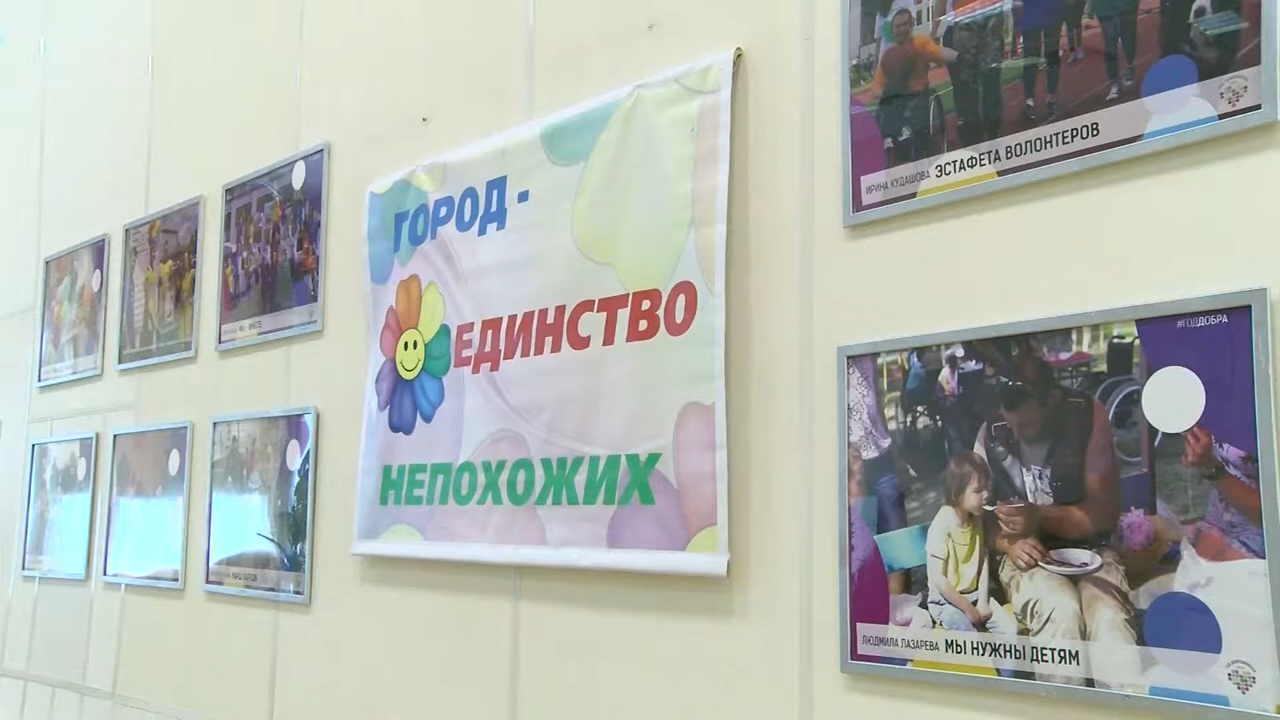 ГОРОД -
ЕДИНСТВО
НЕПОХОЖИХ
ИРИНА КУДАШОВА ЭСТАФЕТА ВОЛОНТЕРОВ
#ГОДДОБРА
ЛЮДМИЛА ЛАЗАРЕВА МЫ НУЖНЫ ДЕТЯМ